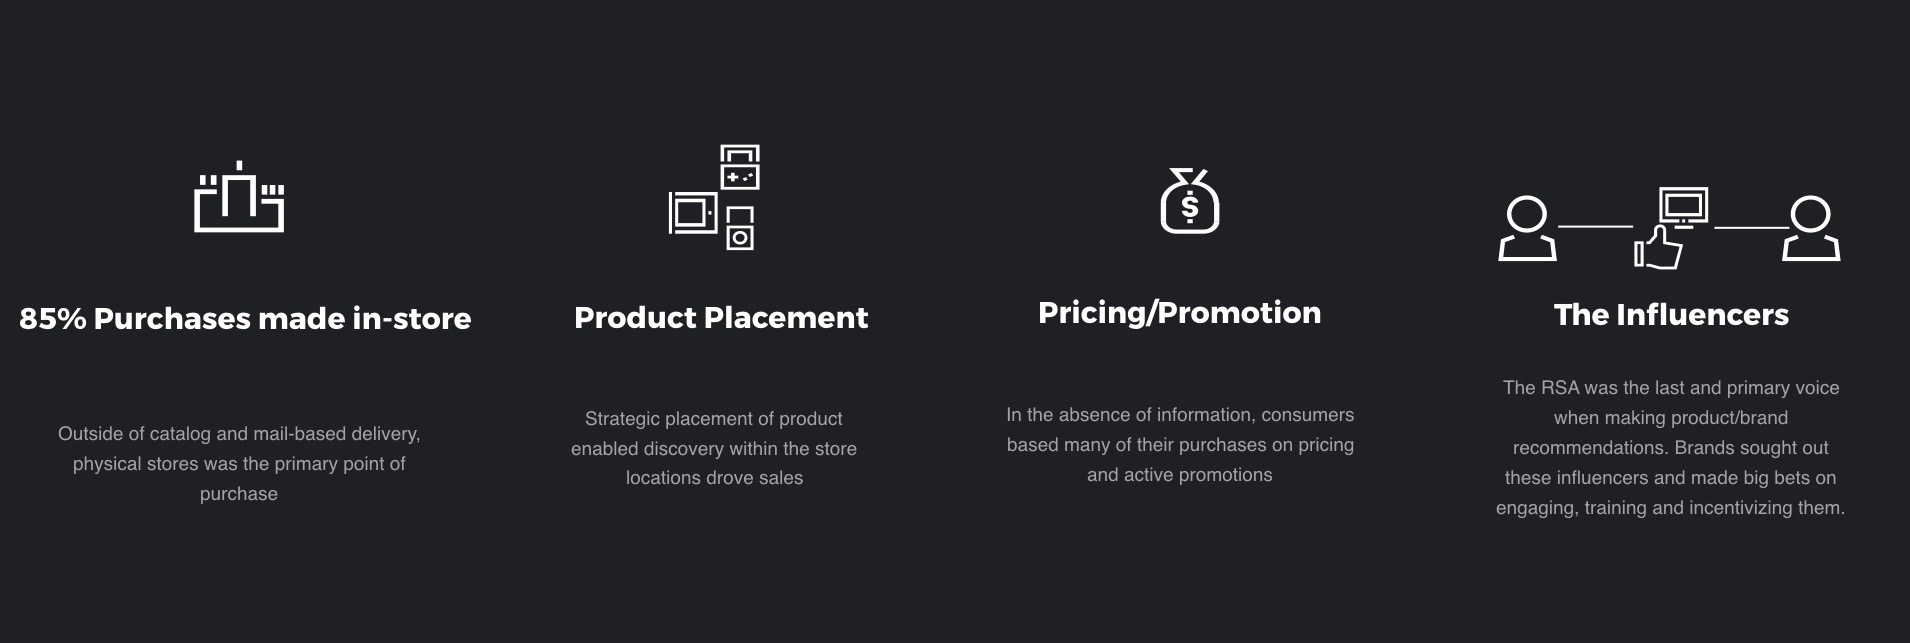 85% Purchases made in-store
Outside of catalog and mail-based delivery,
physical stores was the primary point of
purchase
Product Placement
Strategic placement of product
enabled discovery within the store
locations drove sales
$
Pricing/Promotion
In the absence of information, consumers
based many of their purchases on pricing
and active promotions
The Influencers
The RSA was the last and primary voice
when making product/brand
recommendations. Brands sought out
these influencers and made big bets on
engaging, training and incentivizing them.